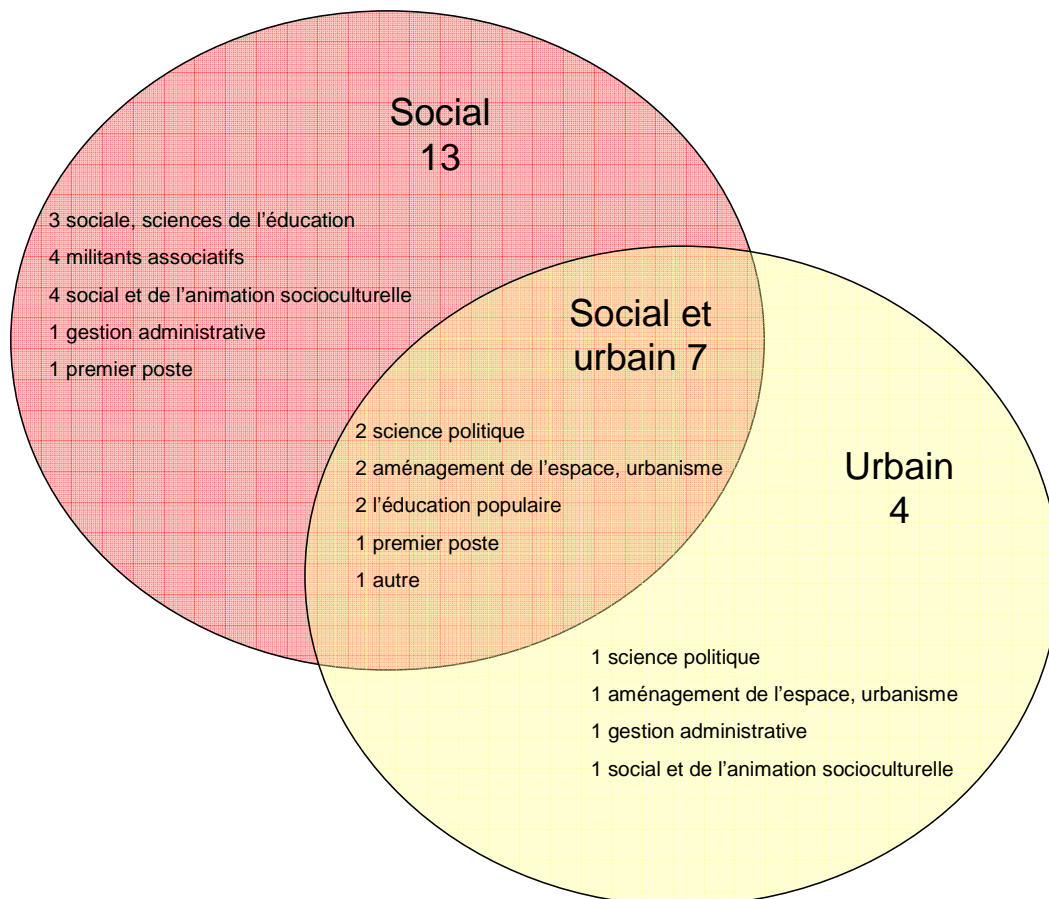 Social
13
3 sociale, sciences de l’éducation
4 militants associatifs
4 social et de l’animation socioculturelle
1 gestion administrative
1 premier poste
Social et
urbain 7
2 science politique
2 aménagement de l’espace, urbanisme
2 l’éducation populaire
1 premier poste
1 autre
Urbain
4
1 science politique
1 aménagement de l’espace, urbanisme
1 gestion administrative
1 social et de l’animation socioculturelle